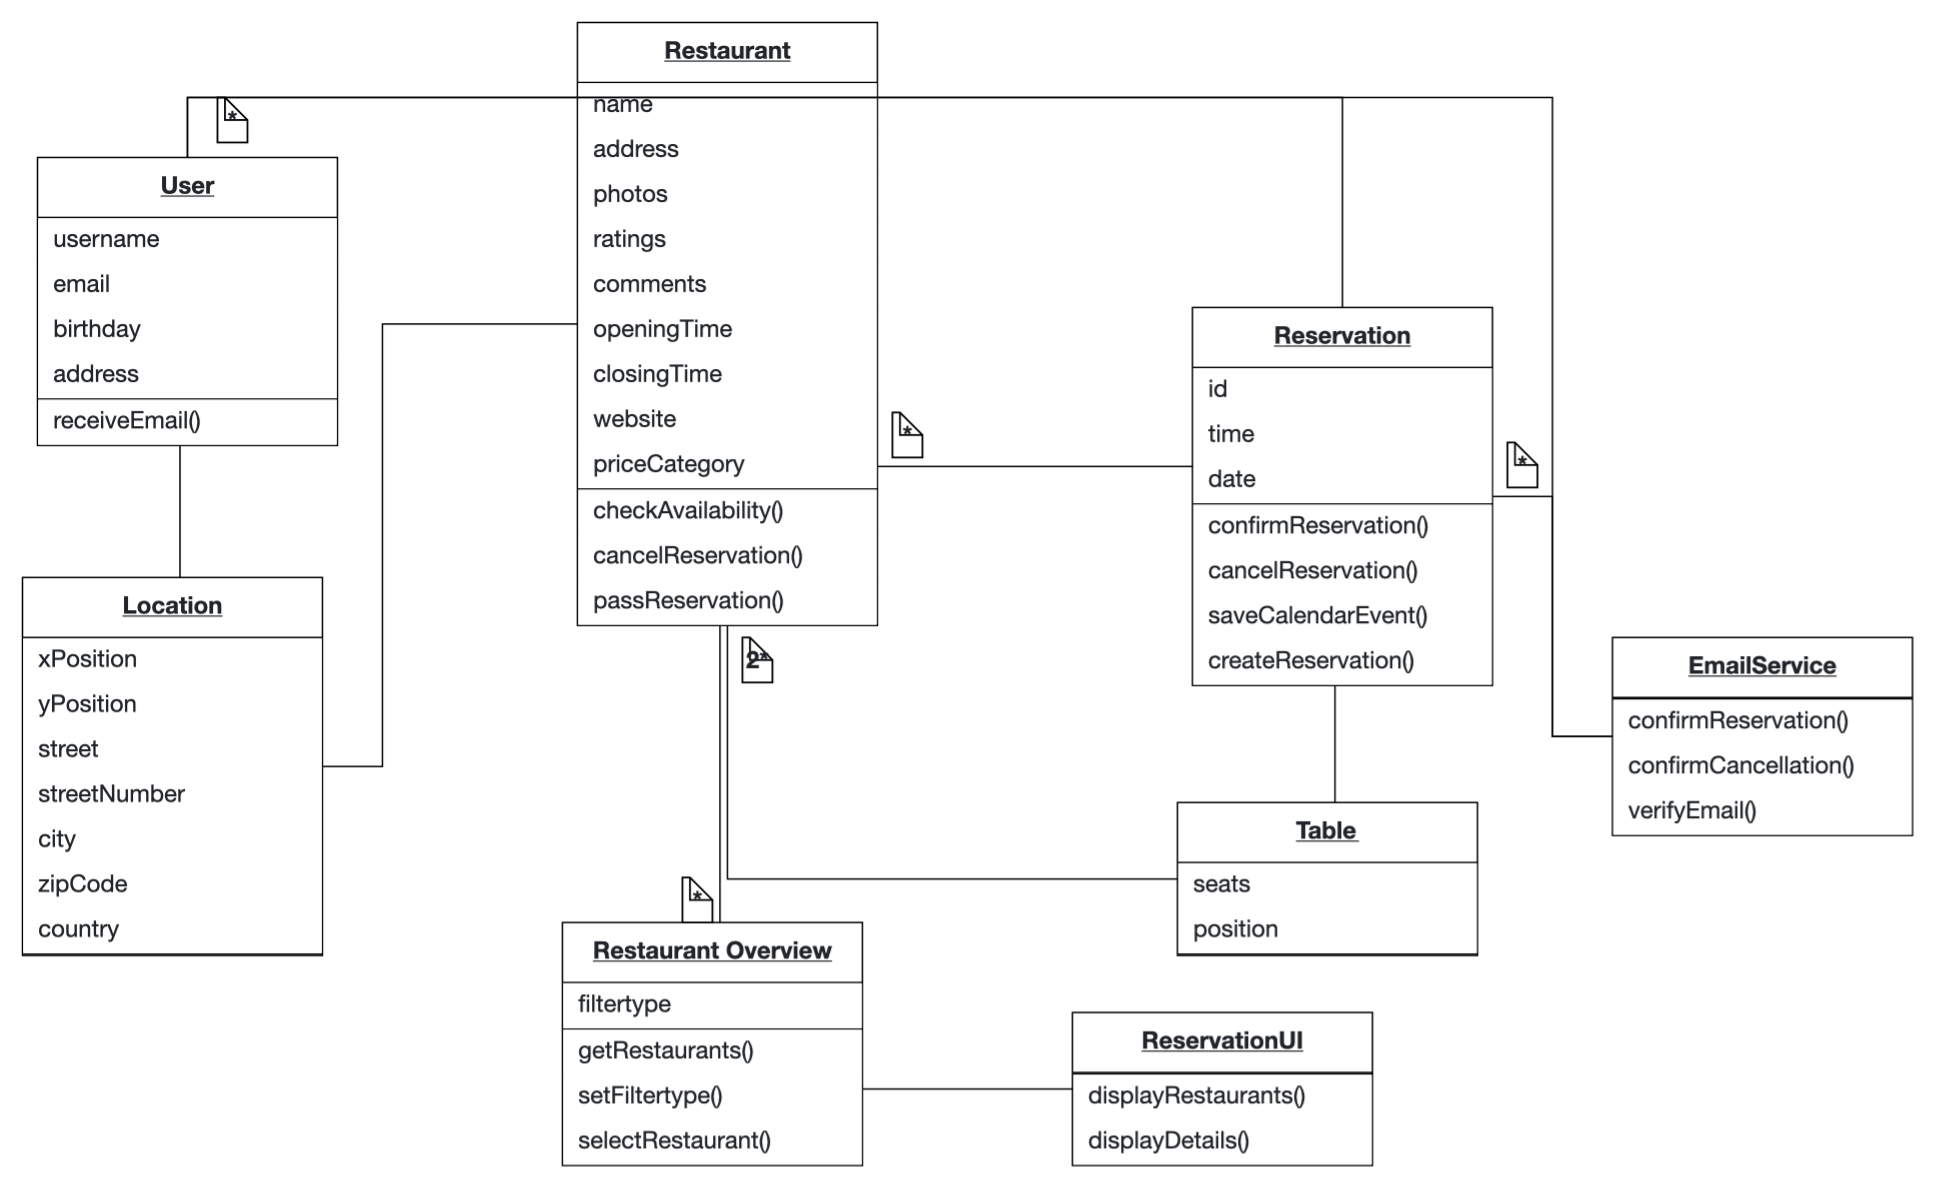 Restaurant
name
address
photos
ratings
comments
openingTime
closingTime
website
priceCategory
checkAvailability()
cancelReservation()
passReservation()
*
User
username
email
birthday
address
receiveEmail()
Location
xPosition
yPosition
street
streetNumber
city
zipCode
country
*
Reservation
id
time
date
confirmReservation()
cancelReservation()
saveCalendarEvent()
createReservation()
*
EmailService
confirmReservation()
confirmCancellation()
verifyEmail()
2*
Table
seats
position
*
Restaurant Overview
filtertype
getRestaurants()
setFiltertype()
selectRestaurant()
ReservationUI
displayRestaurants()
displayDetails()